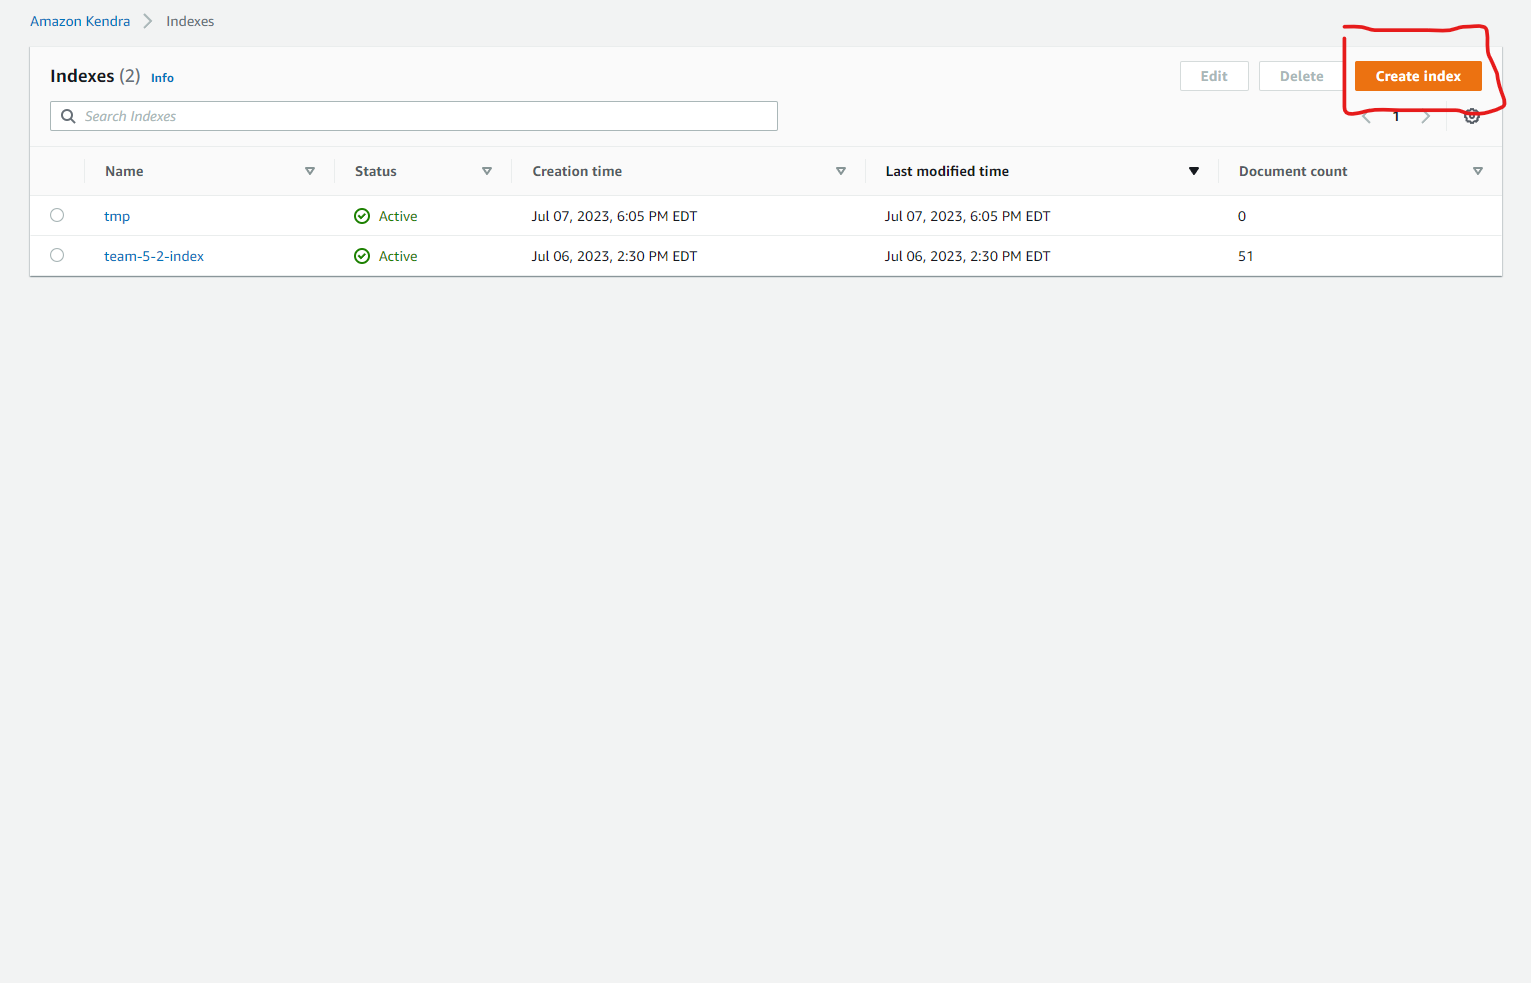 Amazon Kendra > Indexes
Indexes (2) Info
Edit Delete Create index
Search Indexes
1
Name Status Creation time Last modified time Document count
tmp Active Jul 07, 2023, 6:05 PM EDT Jul 07, 2023, 6:05 PM EDT 0
team-5-2-index Active Jul 06, 2023, 2:30 PM EDT Jul 06, 2023, 2:30 PM EDT 51